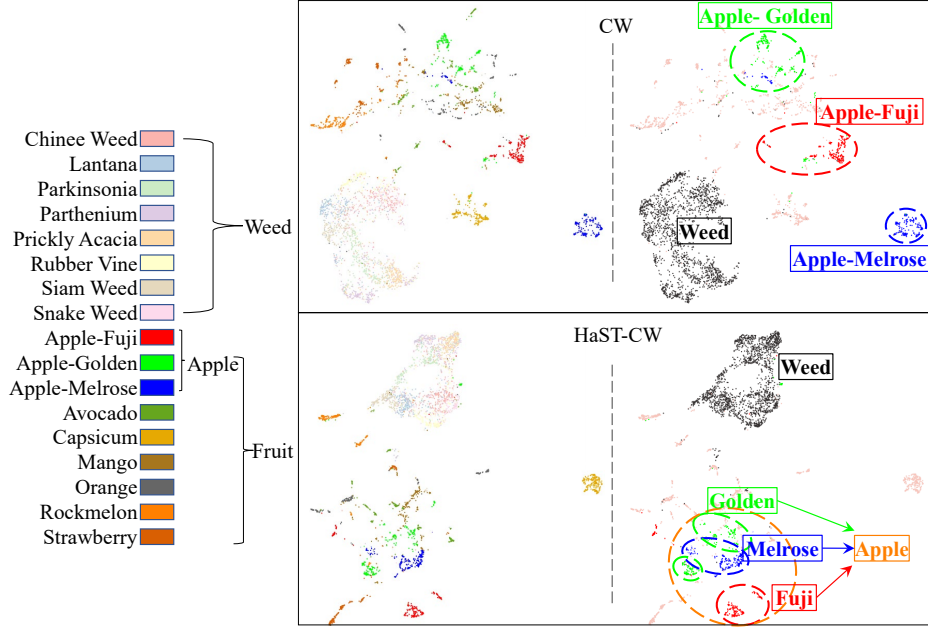 Chinee Weed
Lantana
Parkinsonia
Parthenium
Prickly Acacia
Rubber Vine
Siam Weed
Snake Weed
Weed
Apple-Fuji
Apple-Golden
Apple-Melrose
Apple
Avocado
Capsicum
Mango
Orange
Rockmelon
Strawberry
Fruit
CW
Apple- Golden
Apple-Fuji
Weed
Apple-Melrose
HaST-CW
Weed
Golden
Melrose
Apple
Fuji